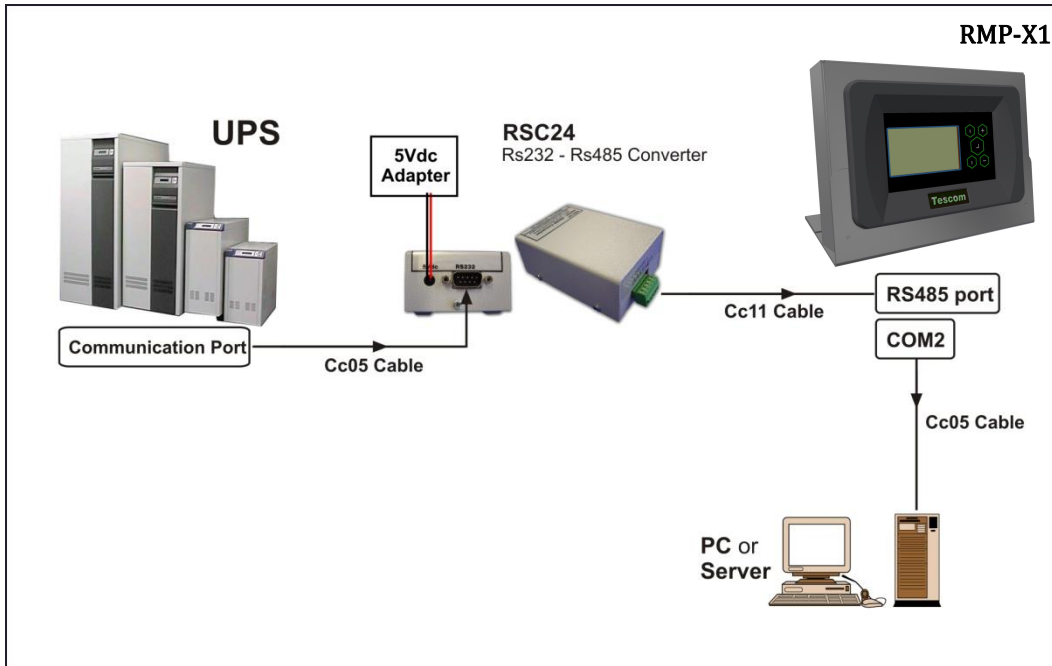 RMP-X1
UPS
5Vdc
Adapter
RSC24
Rs232 - Rs485 Converter
RS232
Tescom
Communication Port
Cc05 Cable
Cc11 Cable
RS485 port
COM2
Cc05 Cable
PC or
Server